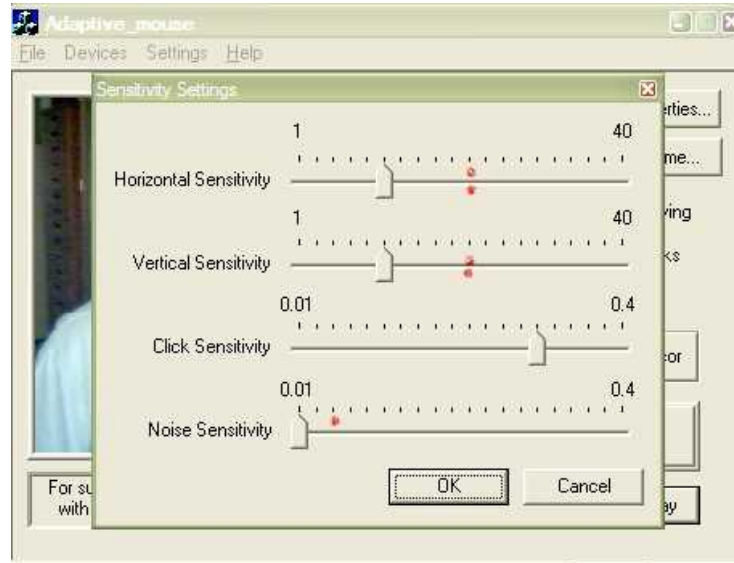 Adaptive_mouse
File Devices Settings Help
Sensitivity Settings
rties...
1 40
me...
Horizontal Sensitivity
1 40
ving
Vertical Sensitivity
ks
0.01 0.4
Click Sensitivity
or
0.01 0.4
Noise Sensitivity
OK Cancel
For su
with
ay